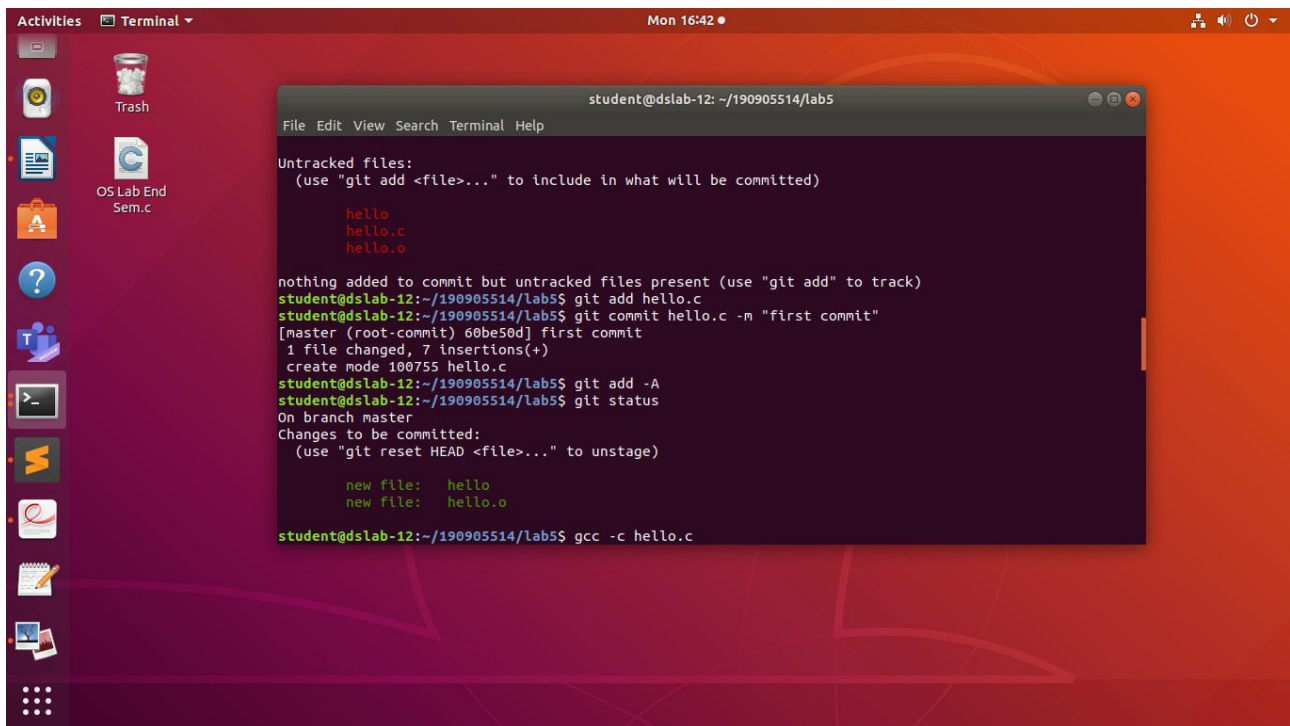 Activities Terminal Mon 16:42
Trash
OS Lab End
Sem.c
student@dslab-12: ~/190905514/lab5
File Edit View Search Terminal Help
Untracked files:
  (use "git add <file>..." to include in what will be committed)
        hello
        hello.c
        hello.o
nothing added to commit but untracked files present (use "git add" to track)
student@dslab-12:~/190905514/lab5$ git add hello.c
student@dslab-12:~/190905514/lab5$ git commit hello.c -m "first commit"
[master (root-commit) 60be50d] first commit
 1 file changed, 7 insertions(+)
 create mode 100755 hello.c
student@dslab-12:~/190905514/lab5$ git add -A
student@dslab-12:~/190905514/lab5$ git status
On branch master
Changes to be committed:
  (use "git reset HEAD <file>..." to unstage)
        new file:   hello
        new file:   hello.o
student@dslab-12:~/190905514/lab5$ gcc -c hello.c